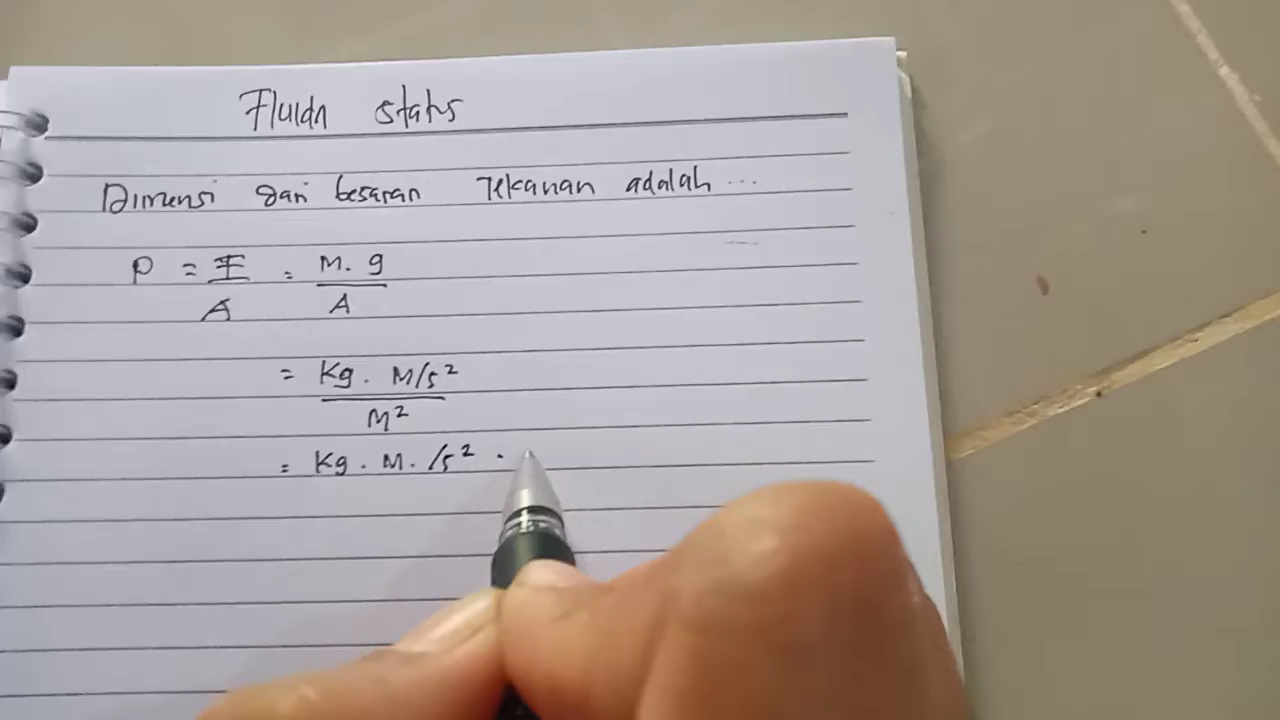 Fluida statis
Dimensi dari besaran Tekanan adalah ...
P = F/A = M. g/A
= Kg. M/s²/M²
= Kg. M. /s² .